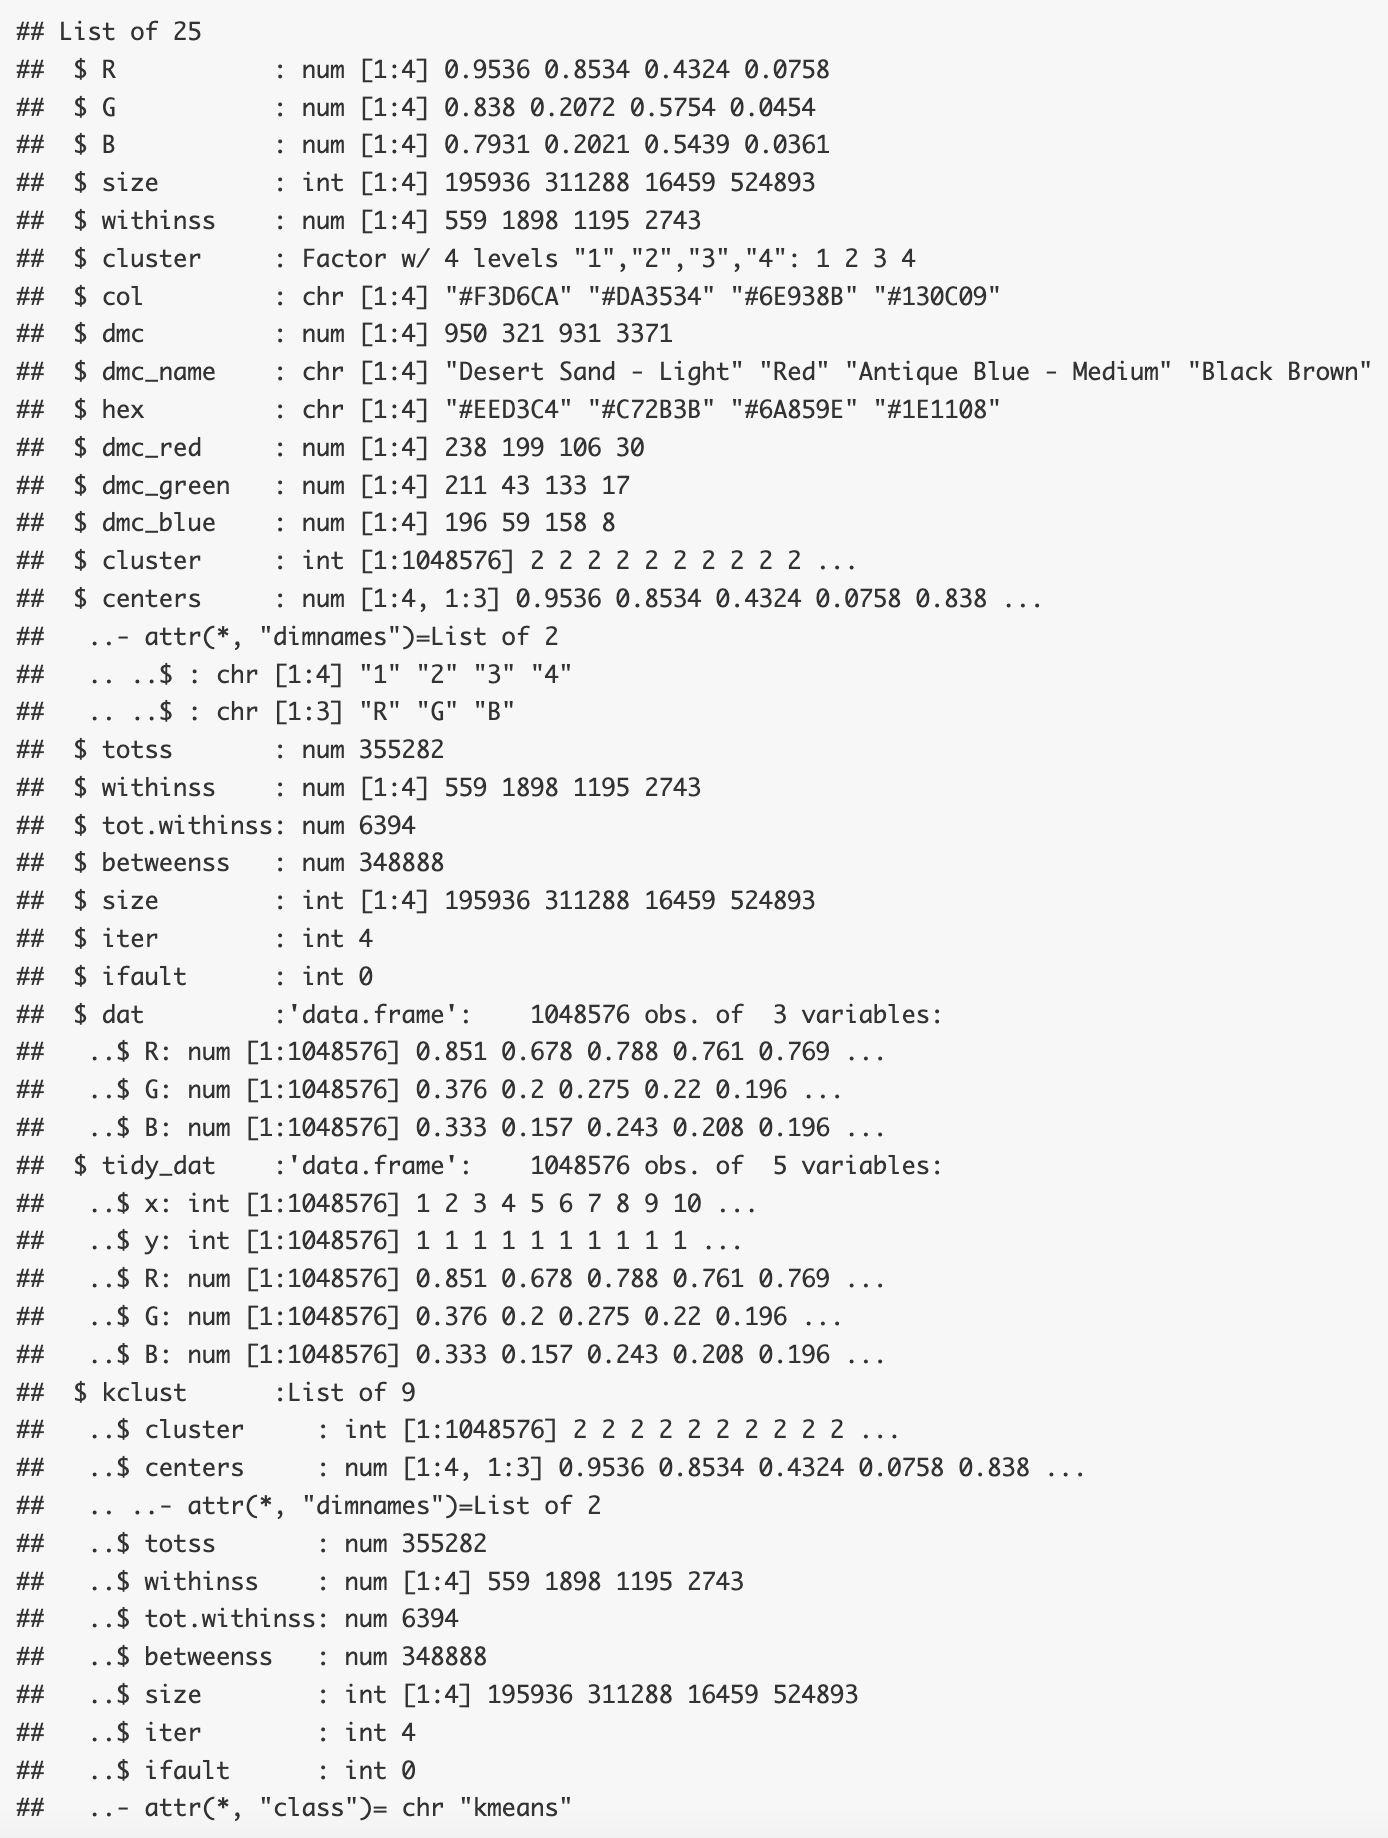 ## List of 25
##  $ R           : num [1:4] 0.9536 0.8534 0.4324 0.0758
##  $ G           : num [1:4] 0.838 0.2072 0.5754 0.0454
##  $ B           : num [1:4] 0.7931 0.2021 0.5439 0.0361
##  $ size        : int [1:4] 195936 311288 16459 524893
##  $ withinss    : num [1:4] 559 1898 1195 2743
##  $ cluster     : Factor w/ 4 levels "1","2","3","4": 1 2 3 4
##  $ col         : chr [1:4] "#F3D6CA" "#DA3534" "#6E938B" "#130C09"
##  $ dmc         : num [1:4] 950 321 931 3371
##  $ dmc_name    : chr [1:4] "Desert Sand - Light" "Red" "Antique Blue - Medium" "Black Brown"
##  $ hex         : chr [1:4] "#EED3C4" "#C72B3B" "#6A859E" "#1E1108"
##  $ dmc_red     : num [1:4] 238 199 106 30
##  $ dmc_green   : num [1:4] 211 43 133 17
##  $ dmc_blue    : num [1:4] 196 59 158 8
##  $ cluster     : int [1:1048576] 2 2 2 2 2 2 2 2 2 2 ...
##  $ centers     : num [1:4, 1:3] 0.9536 0.8534 0.4324 0.0758 0.838 ...
##   ..- attr(*, "dimnames")=List of 2
##   .. ..$ : chr [1:4] "1" "2" "3" "4"
##   .. ..$ : chr [1:3] "R" "G" "B"
##  $ totss       : num 355282
##  $ withinss    : num [1:4] 559 1898 1195 2743
##  $ tot.withinss: num 6394
##  $ betweenss   : num 348888
##  $ size        : int [1:4] 195936 311288 16459 524893
##  $ iter        : int 4
##  $ ifault      : int 0
##  $ dat         :'data.frame':    1048576 obs. of  3 variables:
##   ..$ R: num [1:1048576] 0.851 0.678 0.788 0.761 0.769 ...
##   ..$ G: num [1:1048576] 0.376 0.2 0.275 0.22 0.196 ...
##   ..$ B: num [1:1048576] 0.333 0.157 0.243 0.208 0.196 ...
##  $ tidy_dat    :'data.frame':    1048576 obs. of  5 variables:
##   ..$ x: int [1:1048576] 1 2 3 4 5 6 7 8 9 10 ...
##   ..$ y: int [1:1048576] 1 1 1 1 1 1 1 1 1 1 ...
##   ..$ R: num [1:1048576] 0.851 0.678 0.788 0.761 0.769 ...
##   ..$ G: num [1:1048576] 0.376 0.2 0.275 0.22 0.196 ...
##   ..$ B: num [1:1048576] 0.333 0.157 0.243 0.208 0.196 ...
##  $ kclust      :List of 9
##   ..$ cluster     : int [1:1048576] 2 2 2 2 2 2 2 2 2 2 ...
##   ..$ centers     : num [1:4, 1:3] 0.9536 0.8534 0.4324 0.0758 0.838 ...
##   .. ..- attr(*, "dimnames")=List of 2
##   ..$ totss       : num 355282
##   ..$ withinss    : num [1:4] 559 1898 1195 2743
##   ..$ tot.withinss: num 6394
##   ..$ betweenss   : num 348888
##   ..$ size        : int [1:4] 195936 311288 16459 524893
##   ..$ iter        : int 4
##   ..$ ifault      : int 0
##   ..- attr(*, "class")= chr "kmeans"